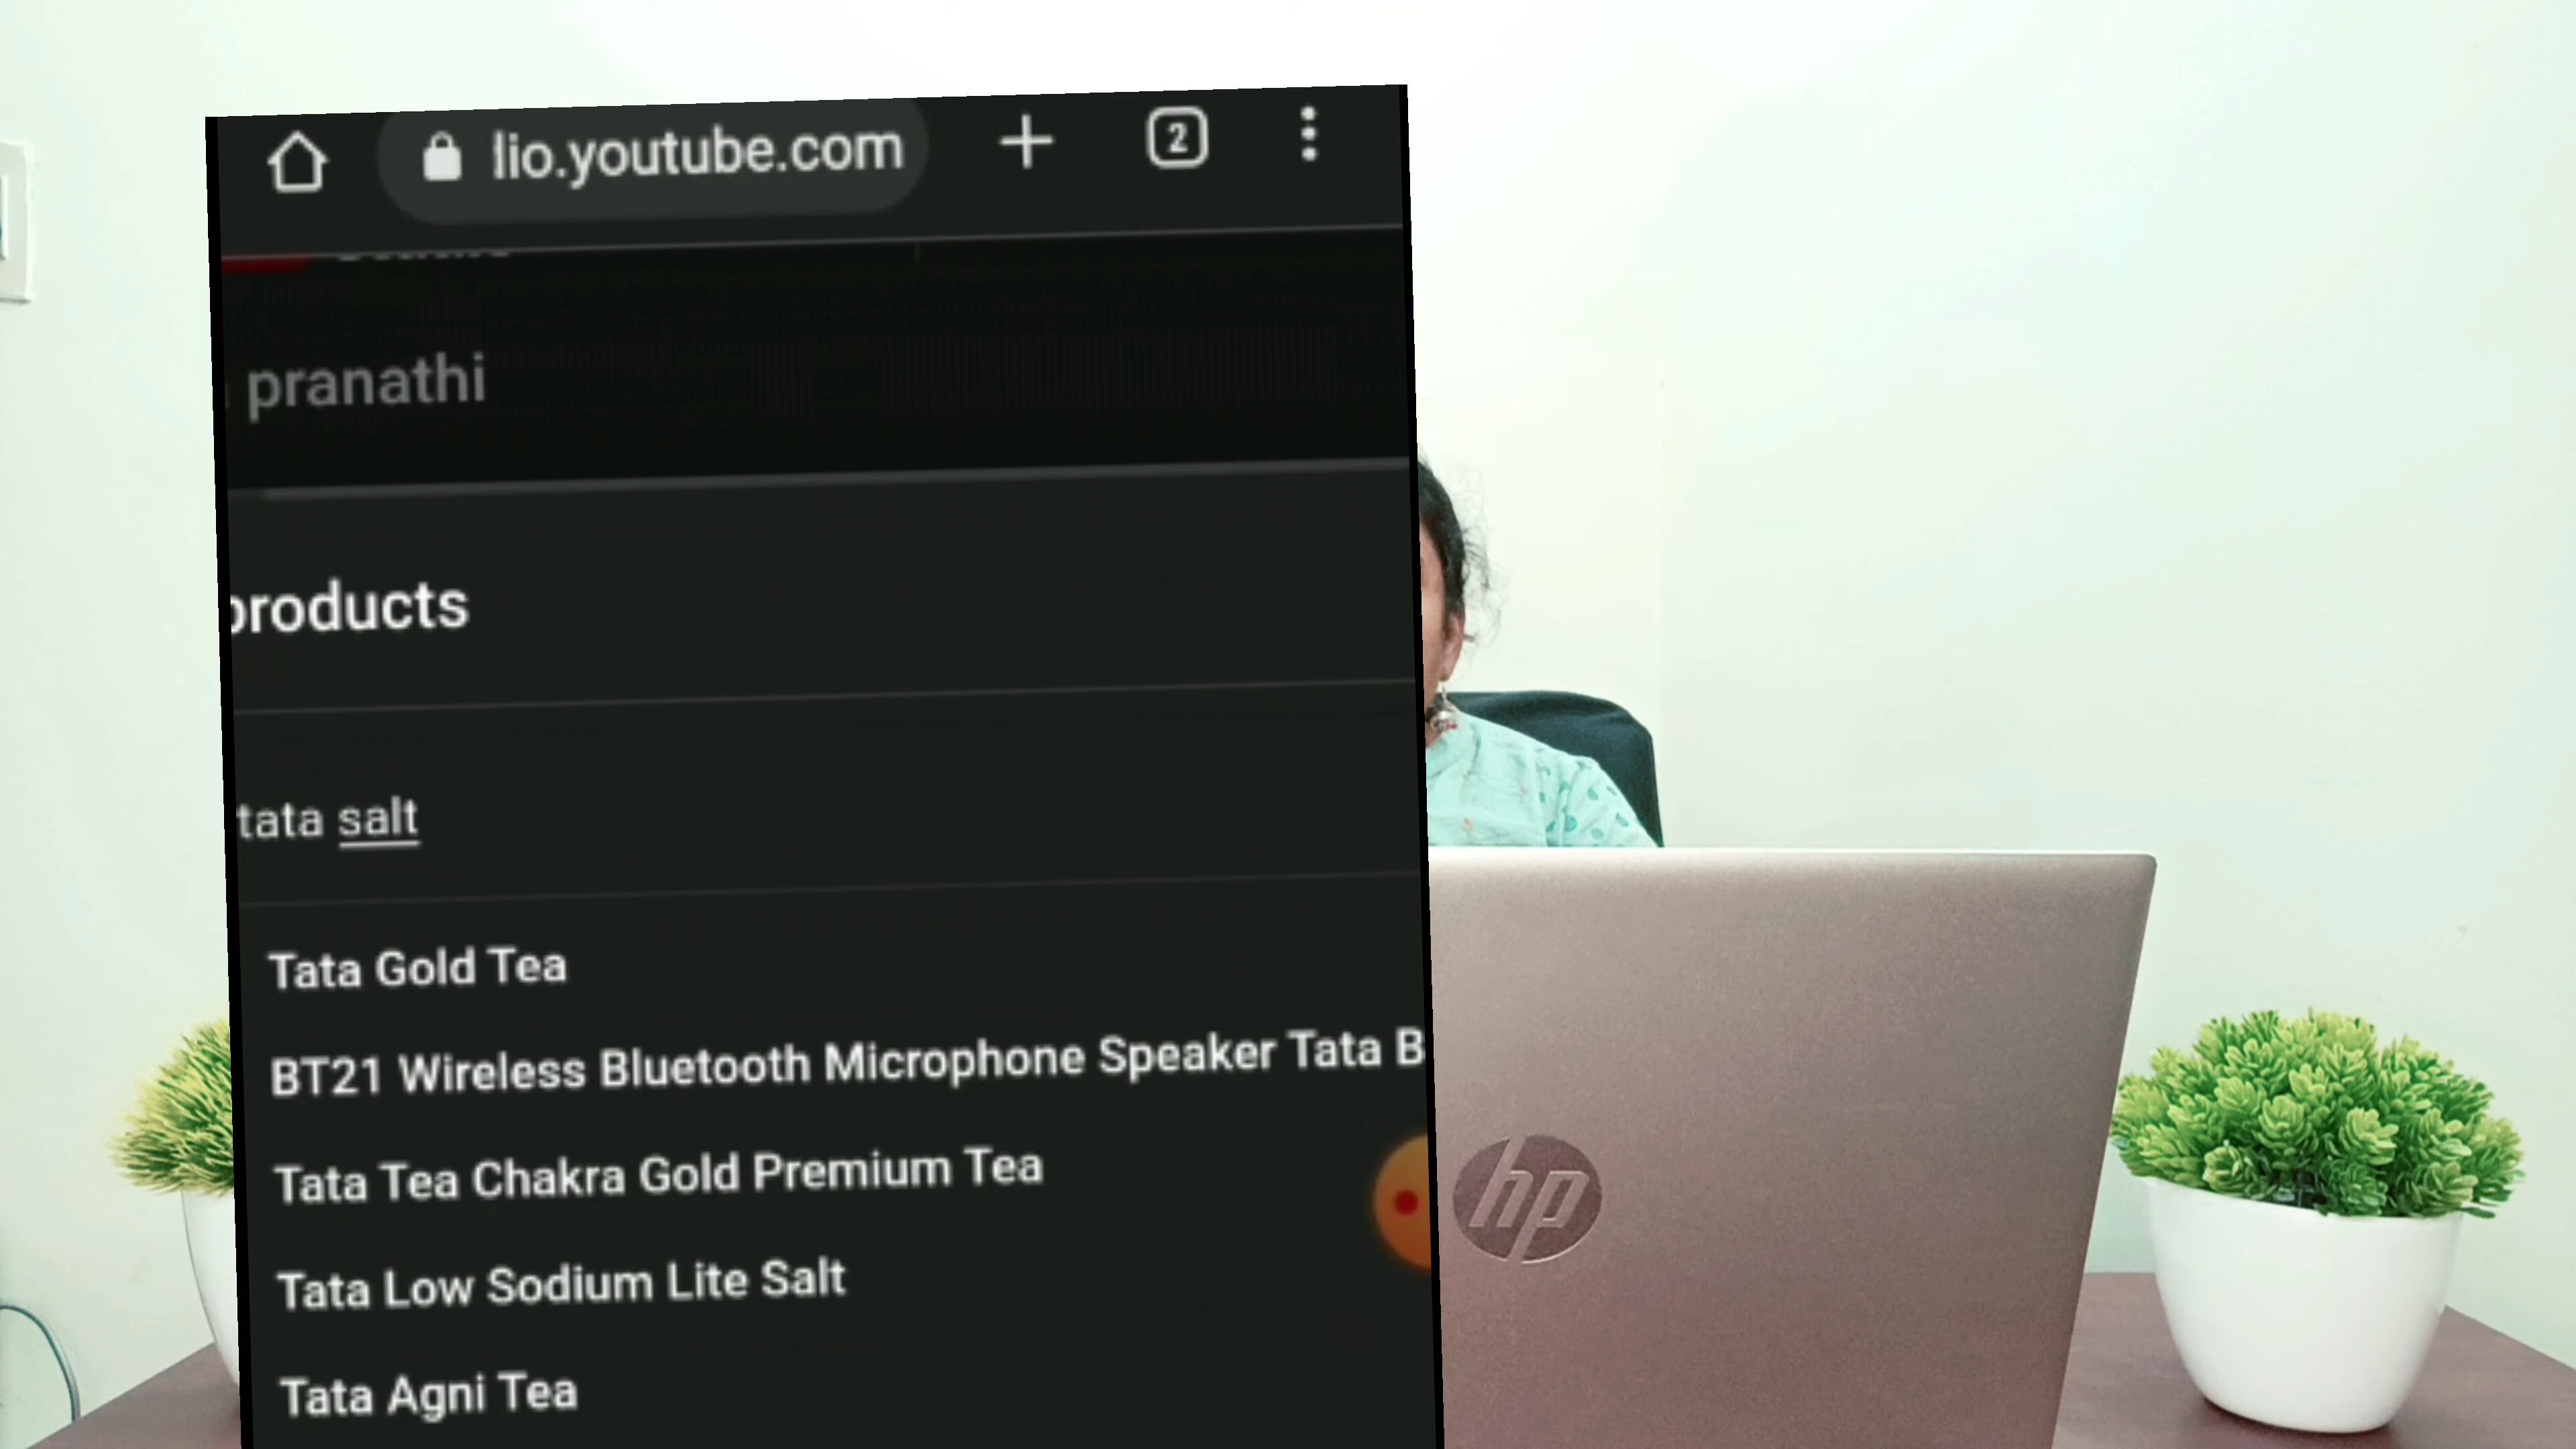 lio.youtube.com
2
pranathi
products
tata salt
Tata Gold Tea
BT21 Wireless Bluetooth Microphone Speaker Tata B
Tata Tea Chakra Gold Premium Tea
Tata Low Sodium Lite Salt
Tata Agni Tea
hp